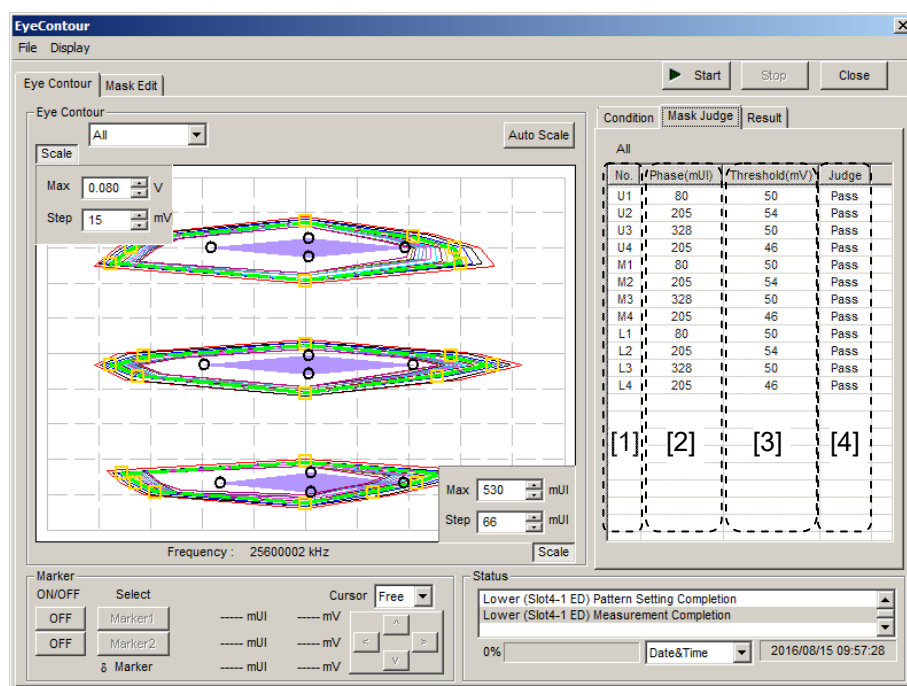 EyeContour
File Display
Start Stop Close
Eye Contour Mask Edit
Eye Contour
All
Auto Scale
Scale
Max 0.080 V
Step 15 mV
Max 530 mUI
Step 66 mUI
Frequency : 25600002 kHz
Scale
Condition Mask Judge Result
All
No. Phase(mUI) Threshold(mV) Judge
U1 80 50 Pass
U2 205 54 Pass
U3 328 50 Pass
U4 205 46 Pass
M1 80 50 Pass
M2 205 54 Pass
M3 328 50 Pass
M4 205 46 Pass
L1 80 50 Pass
L2 205 54 Pass
L3 328 50 Pass
L4 205 46 Pass
[1] [2] [3] [4]
Marker
ON/OFF Select Cursor Free
OFF Marker1 ----- mUI ----- mV
OFF Marker2 ----- mUI ----- mV
δ Marker ----- mUI ----- mV
^
< >
v
Status
Lower (Slot4-1 ED) Pattern Setting Completion
Lower (Slot4-1 ED) Measurement Completion
0% Date&Time 2016/08/15 09:57:28